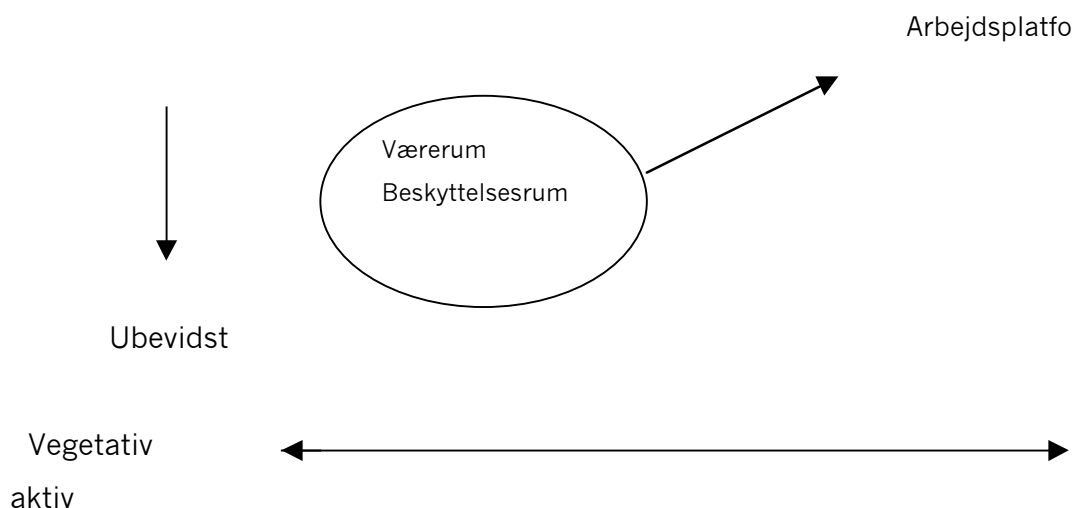 Arbejdsplatfo
Værerum
Beskyttelsesrum
Ubevidst
Vegetativ
aktiv